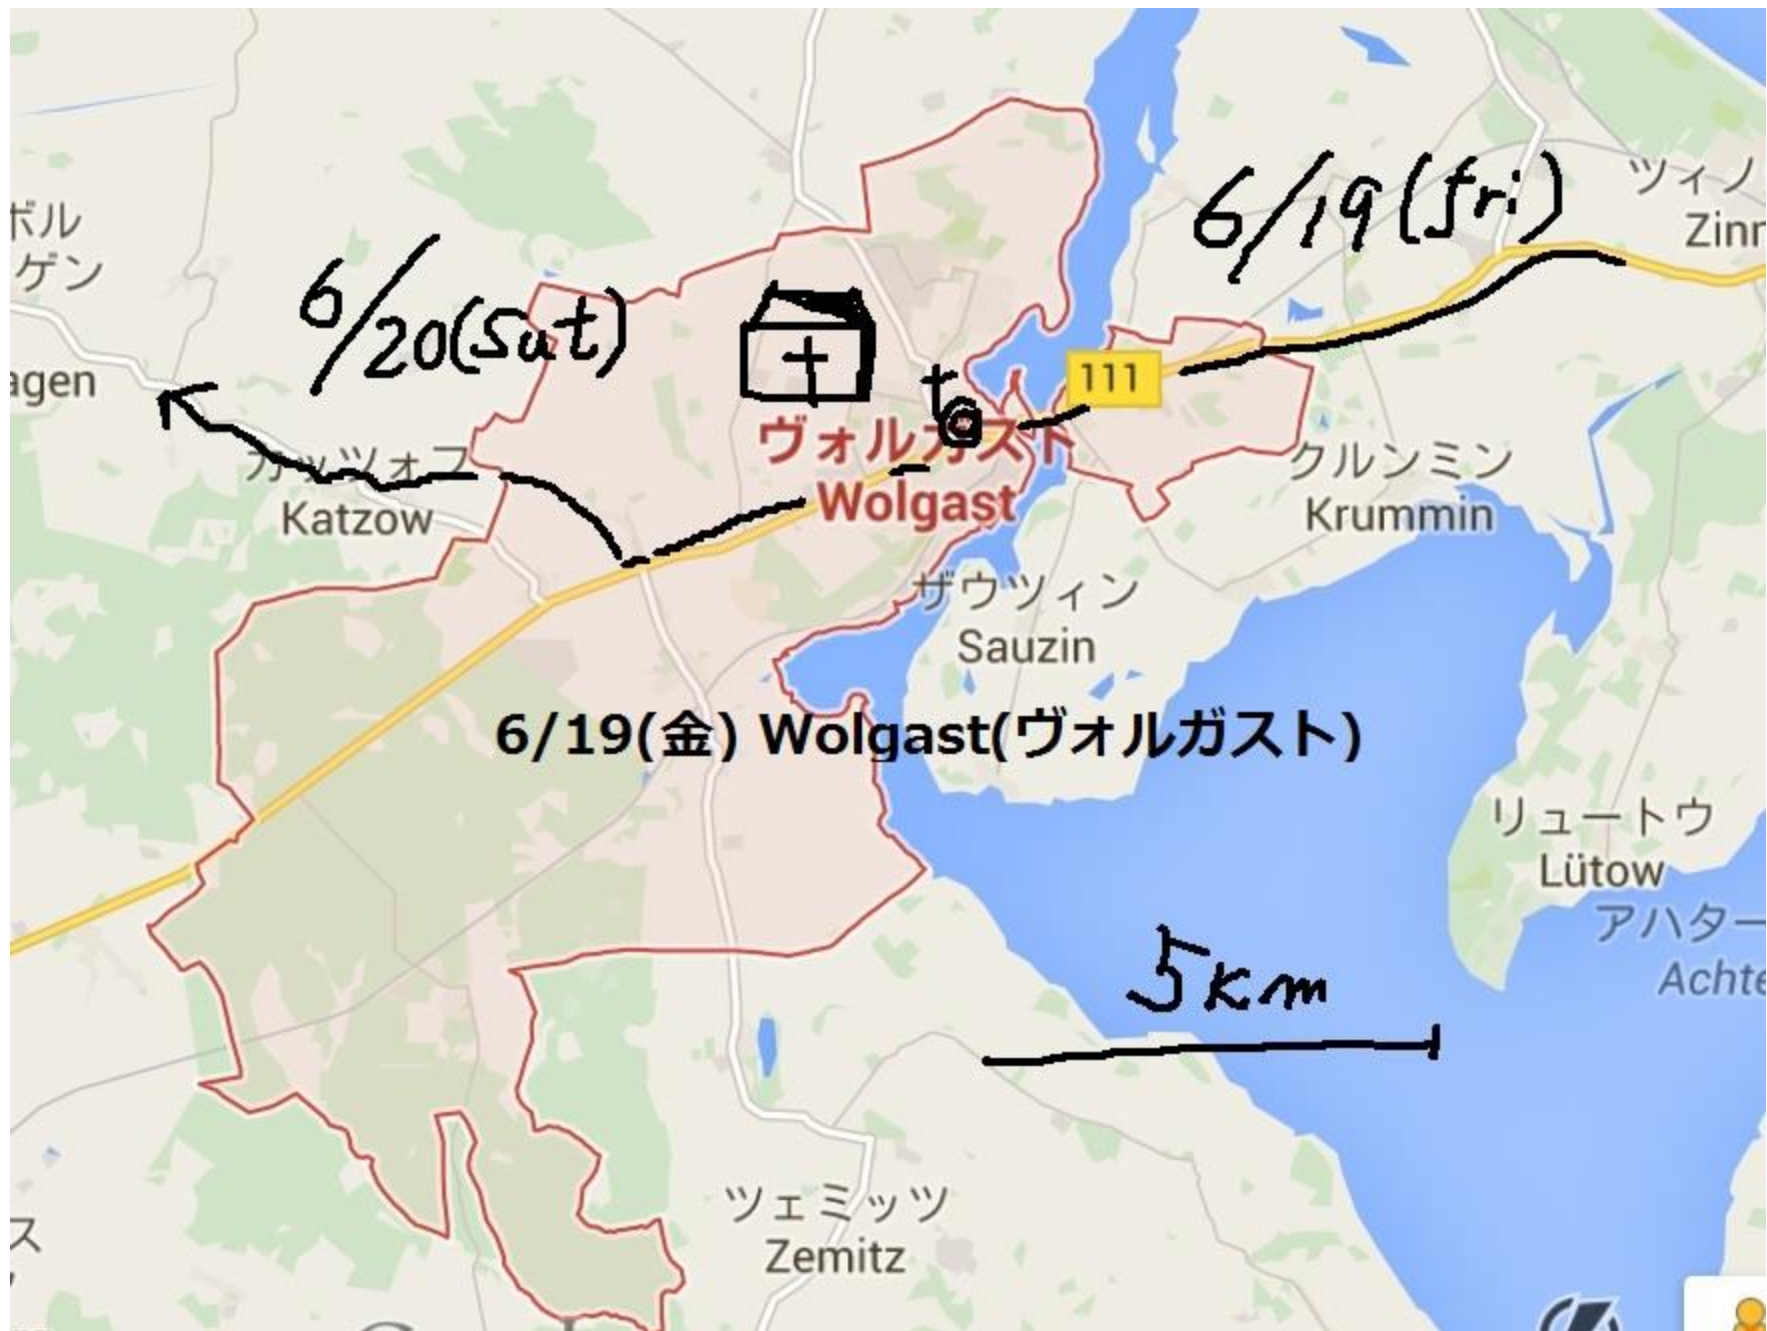 6/19(fri)
ツィノ
Zinn
ボル
ゲン
6/20(Sat)
agen
111
カッツォフ
Katzow
ヴォルガスト
Wolgast
クルンミン
Krummin
ザウツィン
Sauzin
6/19(金) Wolgast(ヴォルガスト)
リュートウ
Lütow
アハター
Achte
5km
ツェミッツ
Zemitz
ス